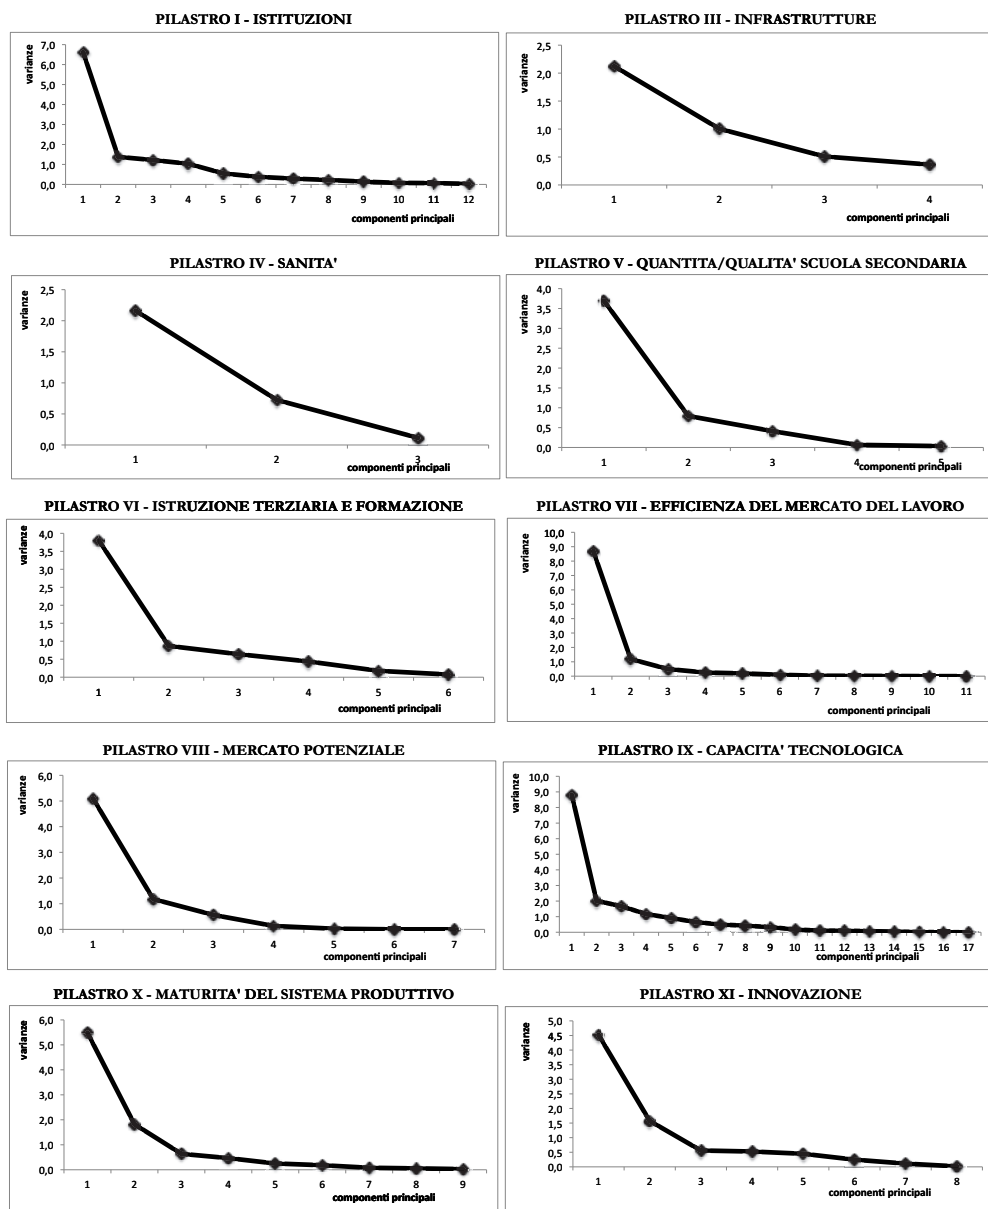 PILASTRO I - ISTITUZIONI
varianze
7,0
6,0
5,0
4,0
3,0
2,0
1,0
0,0
1 2 3 4 5 6 7 8 9 10 11 12
componenti principali
PILASTRO III - INFRASTRUTTURE
varianze
2,5
2,0
1,5
1,0
0,5
0,0
1 2 3 4
componenti principali
PILASTRO IV - SANITA'
varianze
2,5
2,0
1,5
1,0
0,5
0,0
1 2 3
componenti principali
PILASTRO V - QUANTITA/QUALITA' SCUOLA SECONDARIA
varianze
4,0
3,5
3,0
2,5
2,0
1,5
1,0
0,5
0,0
1 2 3 4 5
componenti principali
PILASTRO VI - ISTRUZIONE TERZIARIA E FORMAZIONE
varianze
4,0
3,5
3,0
2,5
2,0
1,5
1,0
0,5
0,0
1 2 3 4 5 6
componenti principali
PILASTRO VII - EFFICIENZA DEL MERCATO DEL LAVORO
varianze
10,0
9,0
8,0
7,0
6,0
5,0
4,0
3,0
2,0
1,0
0,0
1 2 3 4 5 6 7 8 9 10 11
componenti principali
PILASTRO VIII - MERCATO POTENZIALE
varianze
6,0
5,0
4,0
3,0
2,0
1,0
0,0
1 2 3 4 5 6 7
componenti principali
PILASTRO IX - CAPACITA' TECNOLOGICA
varianze
10,0
9,0
8,0
7,0
6,0
5,0
4,0
3,0
2,0
1,0
0,0
1 2 3 4 5 6 7 8 9 10 11 12 13 14 15 16 17
componenti principali
PILASTRO X - MATURITA' DEL SISTEMA PRODUTTIVO
varianze
6,0
5,0
4,0
3,0
2,0
1,0
0,0
1 2 3 4 5 6 7 8 9
componenti principali
PILASTRO XI - INNOVAZIONE
varianze
5,0
4,5
4,0
3,5
3,0
2,5
2,0
1,5
1,0
0,5
0,0
1 2 3 4 5 6 7 8
componenti principali